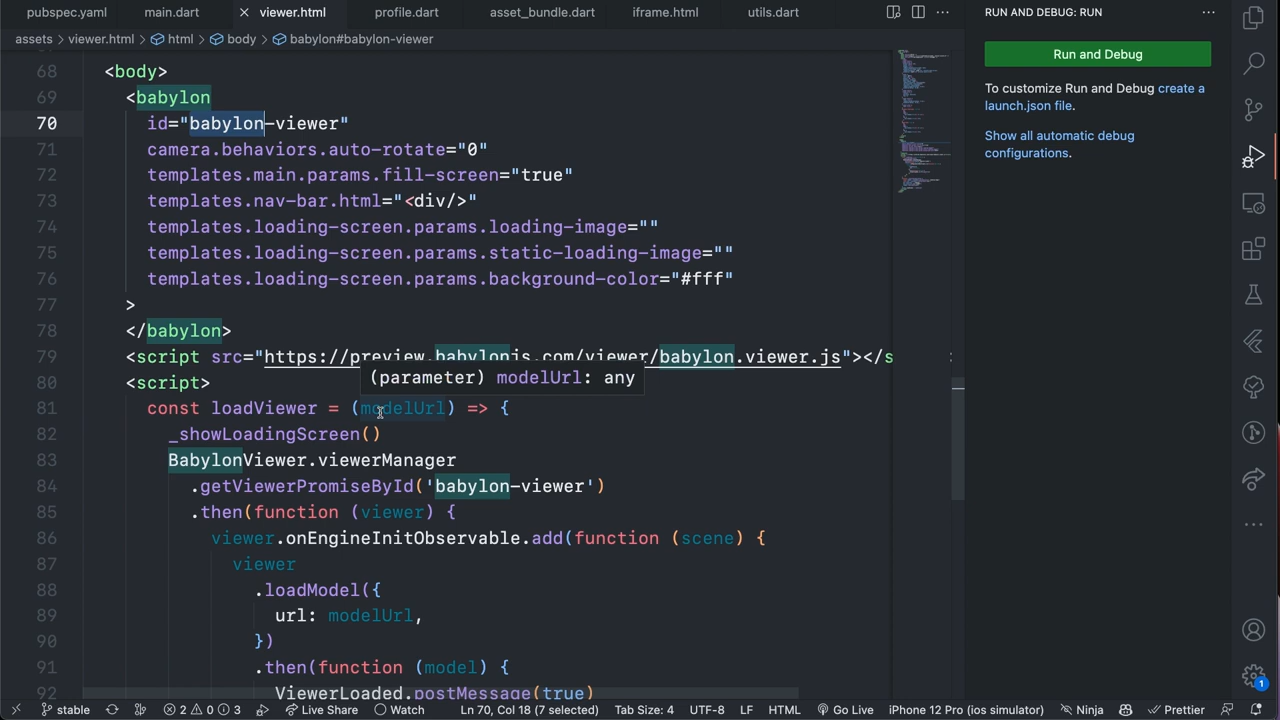 pubspec.yaml main.dart viewer.html profile.dart asset_bundle.dart iframe.html utils.dart
assets > viewer.html > html > body > babylon#babylon-viewer
68 <body>
69 <babylon
70 id="babylon-viewer"
71 camera.behaviors.auto-rotate="0"
72 templates.main.params.fill-screen="true"
73 templates.nav-bar.html="<div/>"
74 templates.loading-screen.params.loading-image=""
75 templates.loading-screen.params.static-loading-image=""
76 templates.loading-screen.params.background-color="#fff"
77 >
78 </babylon>
79 <script src="https://preview.babylonjs.com/viewer/babylon.viewer.js"></s
(parameter) modelUrl: any
80 <script>
81 const loadViewer = (modelUrl) => {
82 _showLoadingScreen()
83 BabylonViewer.viewerManager
84 .getViewerPromiseById('babylon-viewer')
85 .then(function (viewer) {
86 viewer.onEngineInitObservable.add(function (scene) {
87 viewer
88 .loadModel({
89 url: modelUrl,
90 })
91 .then(function (model) {
92 ViewerLoaded.postMessage(true)
RUN AND DEBUG: RUN
Run and Debug
To customize Run and Debug create a
launch.json file.
Show all automatic debug
configurations.
1
stable 2 0 3 Live Share Watch Ln 70, Col 18 (7 selected) Tab Size: 4 UTF-8 LF HTML Go Live iPhone 12 Pro (ios simulator) Ninja Prettier